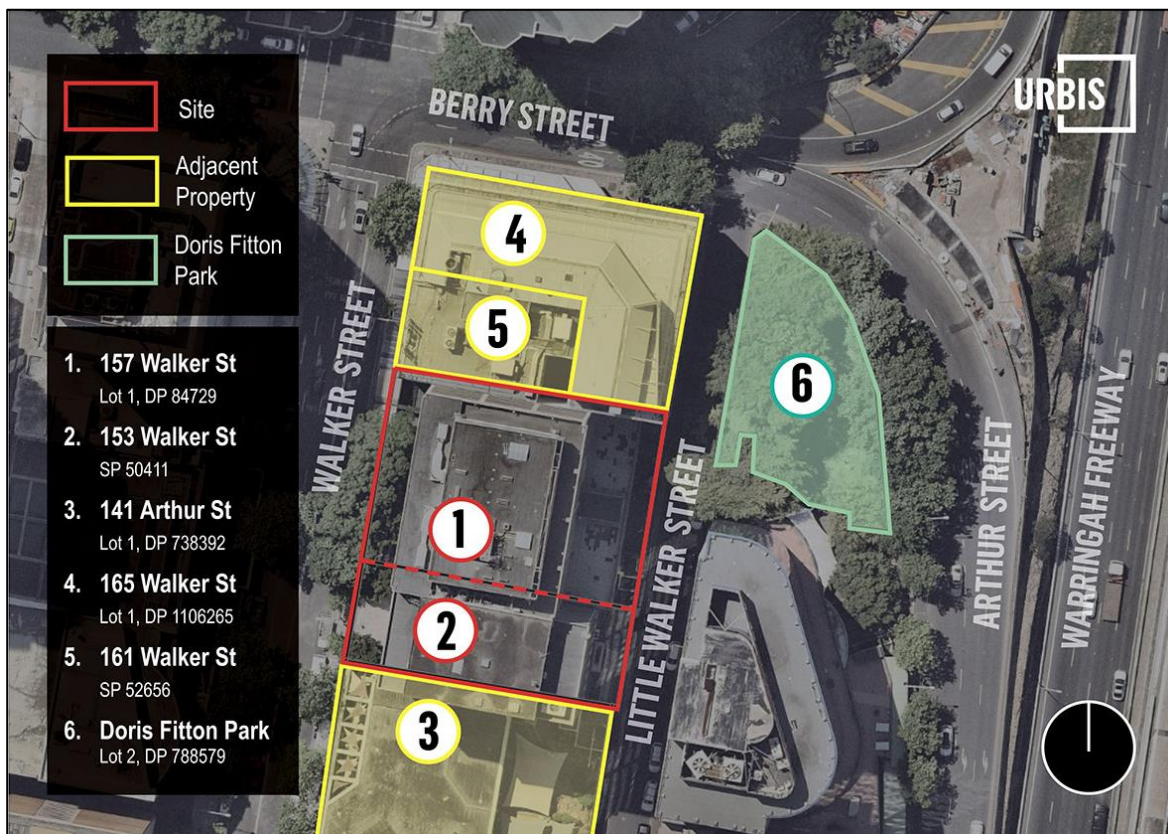 Site
Adjacent
Property
Doris Fitton
Park
1. 157 Walker St
Lot 1, DP 84729
2. 153 Walker St
SP 50411
3. 141 Arthur St
Lot 1, DP 738392
4. 165 Walker St
Lot 1, DP 1106265
5. 161 Walker St
SP 52656
6. Doris Fitton Park
Lot 2, DP 788579
URBIS
BERRY STREET
WALKER STREET
LITTLE WALKER STREET
ARTHUR STREET
WARRINGAH FREEWAY
4
5
6
1
2
3